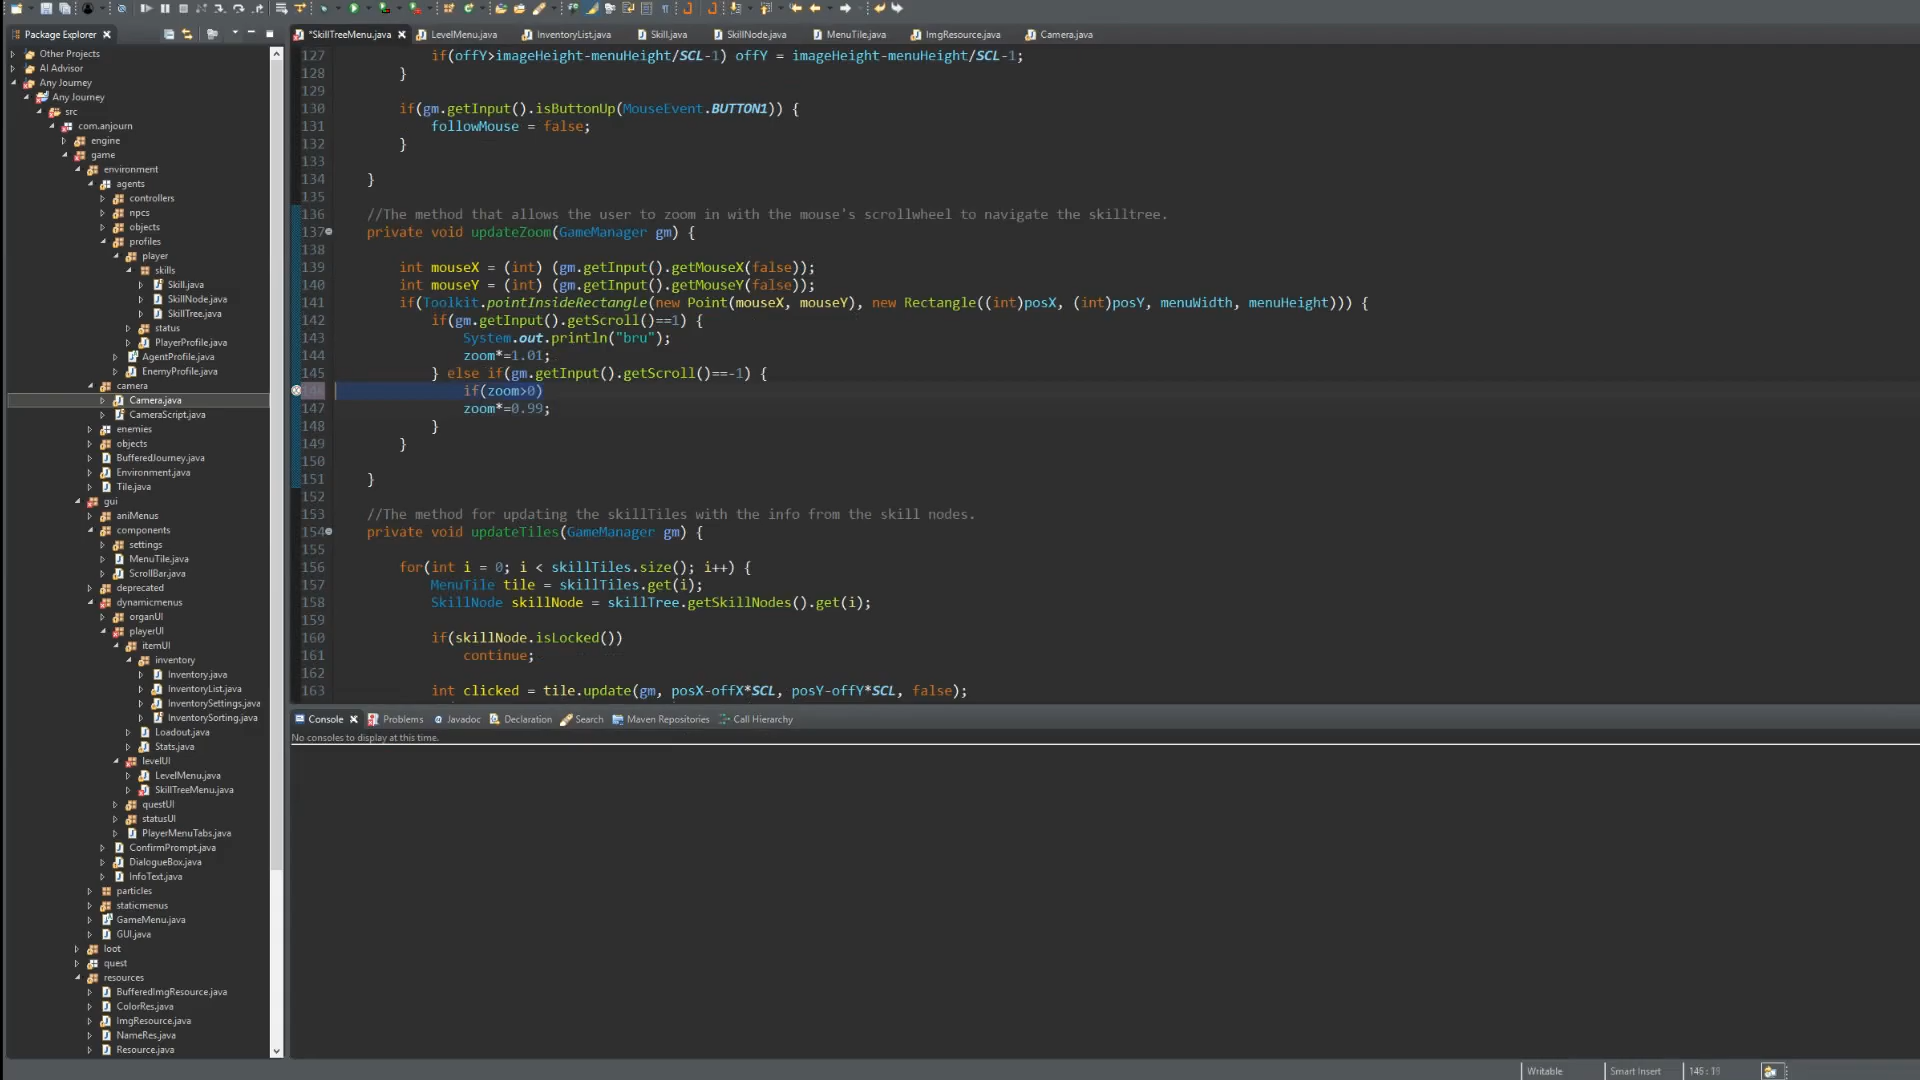 Package Explorer
*SkillTreeMenu.java
LevelMenu.java
InventoryList.java
Skill.java
SkillNode.java
MenuTile.java
ImgResource.java
Camera.java
Other Projects
AI Advisor
Any Journey
Any Journey
src
com.anjourn
engine
game
environment
agents
controllers
npcs
objects
profiles
player
skills
Skill.java
SkillNode.java
SkillTree.java
status
PlayerProfile.java
AgentProfile.java
EnemyProfile.java
camera
Camera.java
CameraScript.java
enemies
objects
BufferedJourney.java
Environment.java
Tile.java
gui
aniMenus
components
settings
MenuTile.java
ScrollBar.java
deprecated
dynamicmenus
organUI
playerUI
itemUI
inventory
Inventory.java
InventoryList.java
InventorySettings.java
InventorySorting.java
Loadout.java
Stats.java
levelUI
LevelMenu.java
SkillTreeMenu.java
questUI
statusUI
PlayerMenuTabs.java
ConfirmPrompt.java
DialogueBox.java
InfoText.java
particles
staticmenus
GameMenu.java
GUI.java
loot
quest
resources
BufferedImgResource.java
ColorRes.java
ImgResource.java
NameRes.java
Resource.java
127 if(offY>imageHeight-menuHeight/SCL-1) offY = imageHeight-menuHeight/SCL-1;
128 }
129
130 if(gm.getInput().isButtonUp(MouseEvent.BUTTON1)) {
131 followMouse = false;
132 }
133
134 }
135
136 //The method that allows the user to zoom in with the mouse's scrollwheel to navigate the skilltree.
137 private void updateZoom(GameManager gm) {
138
139 int mouseX = (int) (gm.getInput().getMouseX(false));
140 int mouseY = (int) (gm.getInput().getMouseY(false));
141 if(Toolkit.pointInsideRectangle(new Point(mouseX, mouseY), new Rectangle((int)posX, (int)posY, menuWidth, menuHeight))) {
142 if(gm.getInput().getScroll()==1) {
143 System.out.println("bru");
144 zoom*=1.01;
145 } else if(gm.getInput().getScroll()==-1) {
146 if(zoom>0)
147 zoom*=0.99;
148 }
149 }
150
151 }
152
153 //The method for updating the skillTiles with the info from the skill nodes.
154 private void updateTiles(GameManager gm) {
155
156 for(int i = 0; i < skillTiles.size(); i++) {
157 MenuTile tile = skillTiles.get(i);
158 SkillNode skillNode = skillTree.getSkillNodes().get(i);
159
160 if(skillNode.isLocked())
161 continue;
162
163 int clicked = tile.update(gm, posX-offX*SCL, posY-offY*SCL, false);
Console
Problems
Javadoc
Declaration
Search
Maven Repositories
Call Hierarchy
No consoles to display at this time.
Writable
Smart Insert